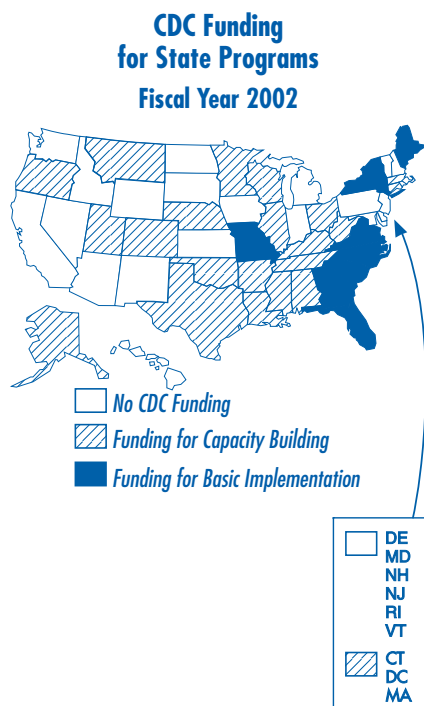 CDC Funding
for State Programs
Fiscal Year 2002
No CDC Funding
Funding for Capacity Building
Funding for Basic Implementation
DE
MD
NH
NJ
RI
VT
CT
DC
MA